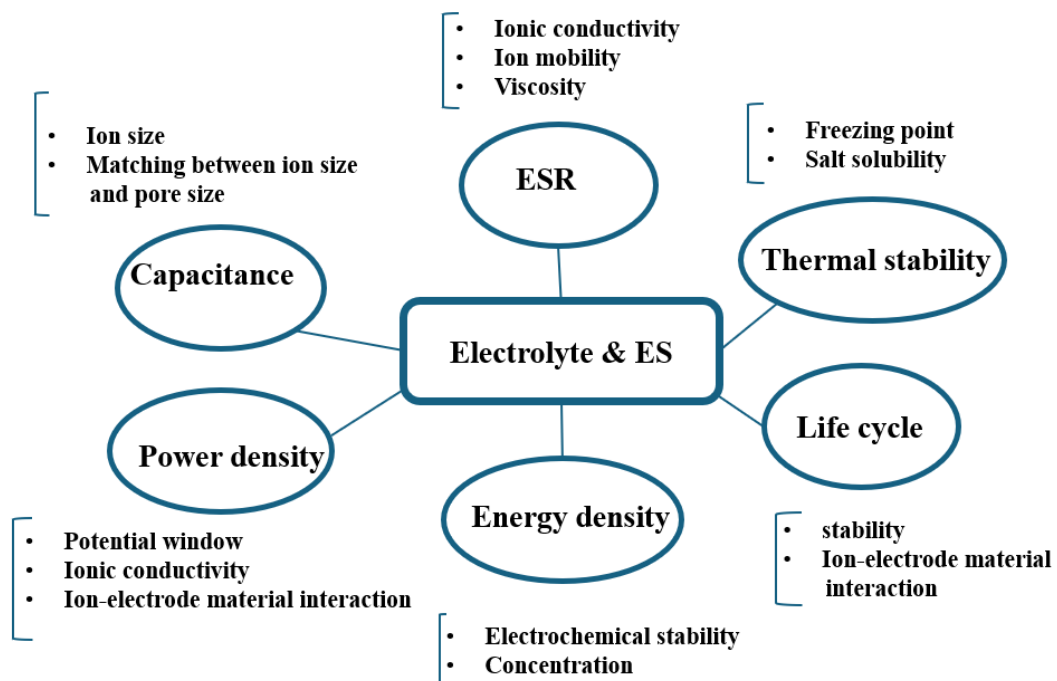 • Ionic conductivity
• Ion mobility
• Viscosity
• Ion size
• Matching between ion size
and pore size
• Freezing point
• Salt solubility
ESR
Capacitance
Thermal stability
Electrolyte & ES
Power density
Energy density
Life cycle
• Potential window
• Ionic conductivity
• Ion-electrode material interaction
• stability
• Ion-electrode material
interaction
• Electrochemical stability
• Concentration